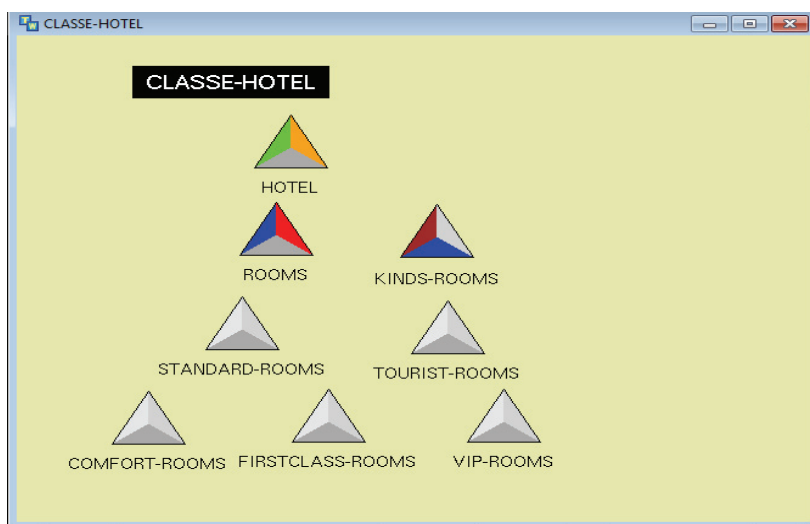 CLASSE-HOTEL
CLASSE-HOTEL
HOTEL
ROOMS
KINDS-ROOMS
STANDARD-ROOMS
TOURIST-ROOMS
COMFORT-ROOMS
FIRSTCLASS-ROOMS
VIP-ROOMS